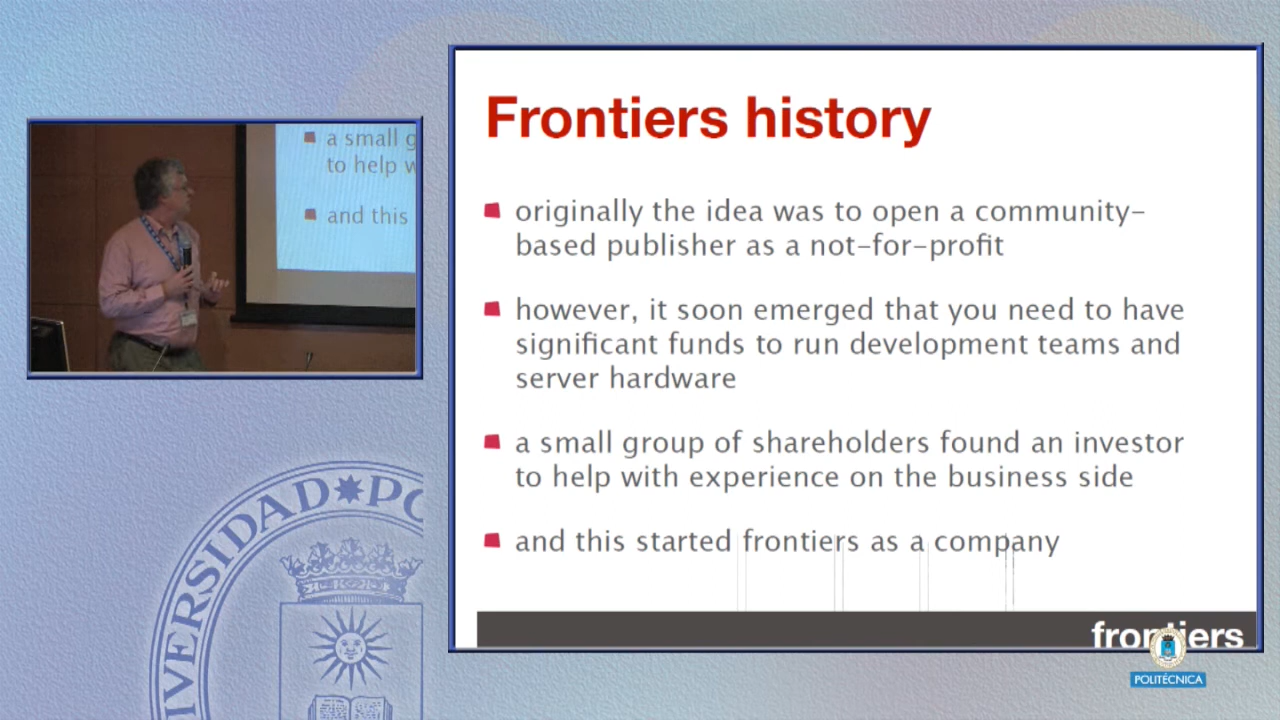 Frontiers history
originally the idea was to open a community-
based publisher as a not-for-profit
however, it soon emerged that you need to have
significant funds to run development teams and
server hardware
a small group of shareholders found an investor
to help with experience on the business side
and this started frontiers as a company
frontiers
POLITÉCNICA
a small g
to help w
and this
VERSIDAD PO